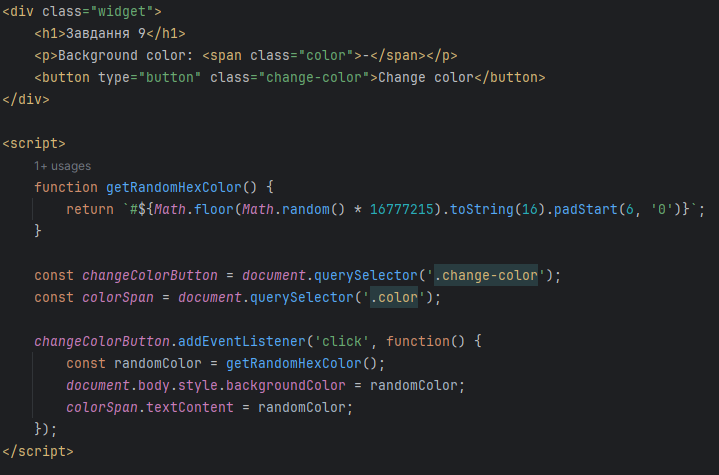 <div class="widget">
    <h1>Завдання 9</h1>
    <p>Background color: <span class="color">-</span></p>
    <button type="button" class="change-color">Change color</button>
</div>

<script>
    1+ usages
    function getRandomHexColor() {
        return `#${Math.floor(Math.random() * 16777215).toString(16).padStart(6, '0')}`;
    }

    const changeColorButton = document.querySelector('.change-color');
    const colorSpan = document.querySelector('.color');

    changeColorButton.addEventListener('click', function() {
        const randomColor = getRandomHexColor();
        document.body.style.backgroundColor = randomColor;
        colorSpan.textContent = randomColor;
    });
</script>